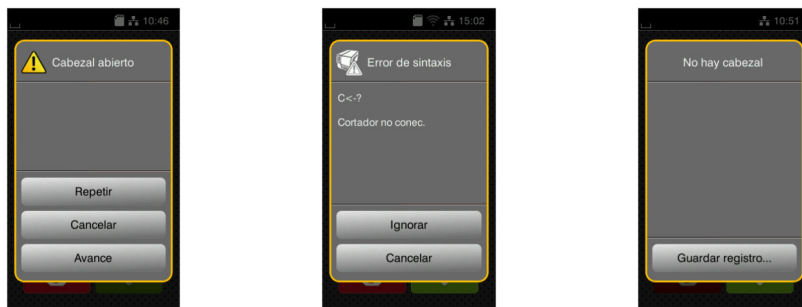 10:46
Cabezal abierto
Repetir
Cancelar
Avance
15:02
Error de sintaxis
C<-?
Cortador no conec.
Ignorar
Cancelar
10:51
No hay cabezal
Guardar registro...